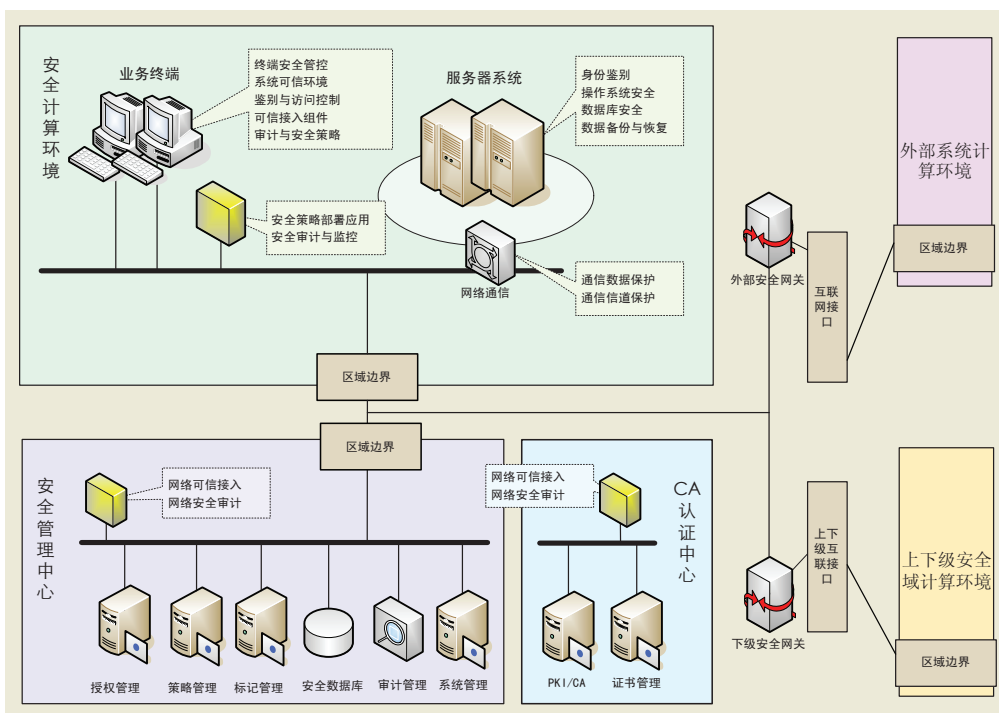 安全计算环境
业务终端
终端安全管控
系统可信环境
鉴别与访问控制
可信接入组件
审计与安全策略
服务器系统
身份鉴别
操作系统安全
数据库安全
数据备份与恢复
安全策略部署应用
安全审计与监控
网络通信
通信数据保护
通信信道保护
区域边界
外部安全网关
互联
网接
口
外部系统计
算环境
区域边界
安全管理中心
区域边界
网络可信接入
网络安全审计
授权管理
策略管理
标记管理
安全数据库
审计管理
系统管理
网络可信接入
网络安全审计
CA认证中心
PKI/CA
证书管理
下级安全网关
上下
级互
联接
口
上下级安全
域计算环境
区域边界